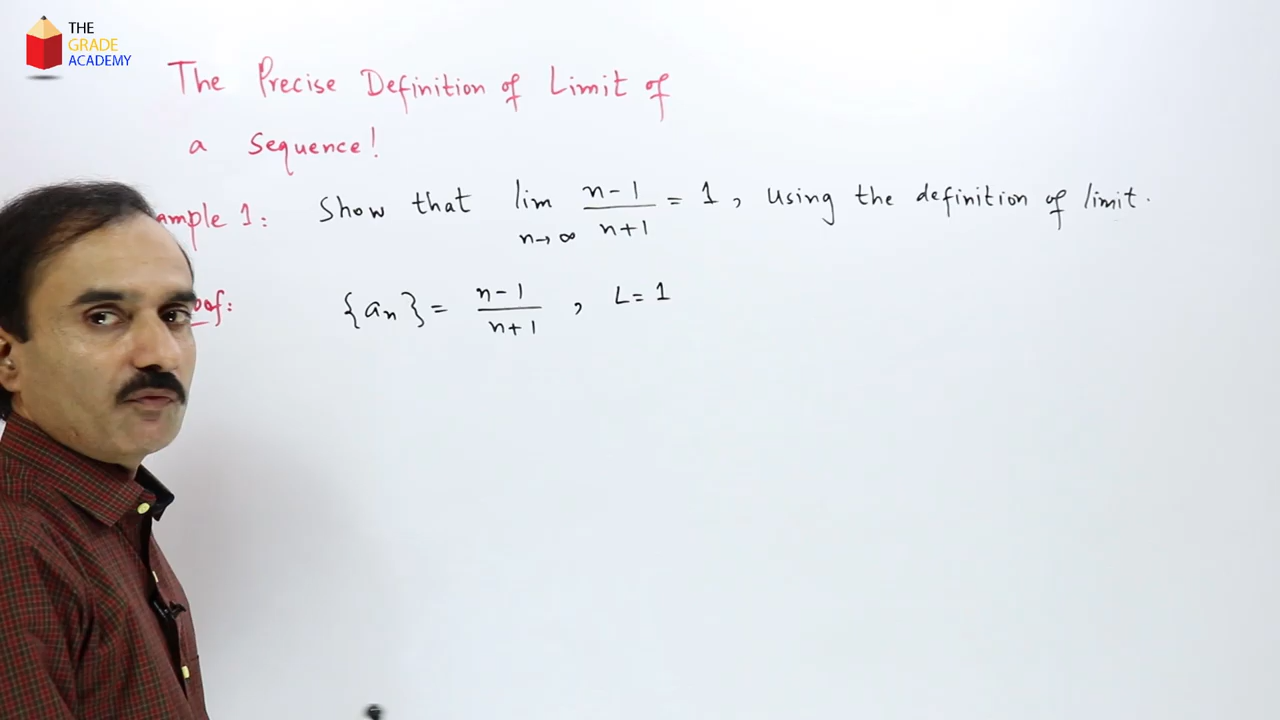 THE
GRADE
ACADEMY
The Precise Definition of Limit of
a Sequence!
ample 1: Show that lim n→∞ (n-1)/(n+1) = 1, Using the definition of limit.
oof: {aₙ} = (n-1)/(n+1) , L = 1